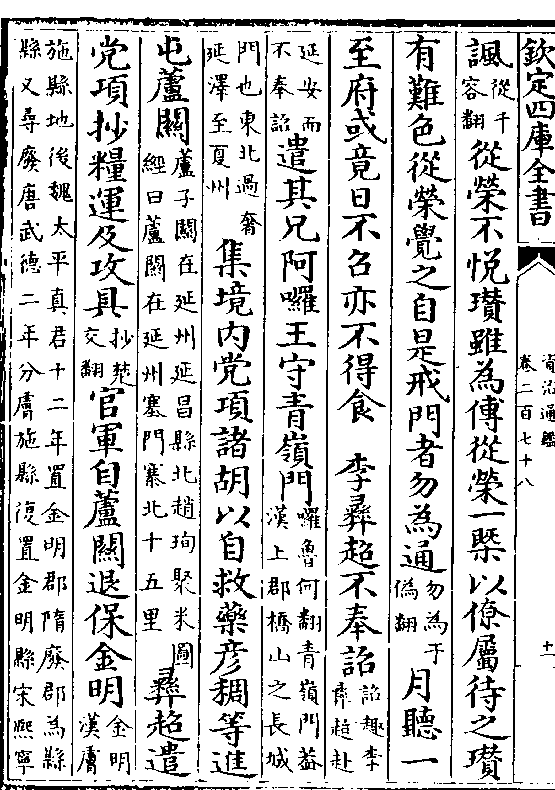 欽定四庫全書
資治通鑑
卷二百七十八
十一
諷從千
容翻從榮不悦瓚雖為傅從榮一槩以僚屬待之瓚
有難色從榮覺之自是戒門者勿為通勿為于
偽翻月聽一
至府或竟日不召亦不得食 李彛超不奉詔詔趣李
彛超赴
延安而
不奉詔遣其兄阿囉王守青嶺門囉魯何翻青嶺門葢
漢上郡橋山之長城
門也東北過奢
延澤至夏州集境内党項諸胡以自救藥彦稠等進
屯蘆關蘆子關在延州延昌縣北趙珣聚米圖
經曰蘆關在延州塞門寨北十五里彛超遣
党項抄糧運及攻具抄楚
交翻官軍自蘆關退保金明金明
漢膚
施縣地後魏太平真君十二年置金明郡隋廢郡為縣
縣又尋廢唐武德二年分膚施縣復置金明縣宋熙寧